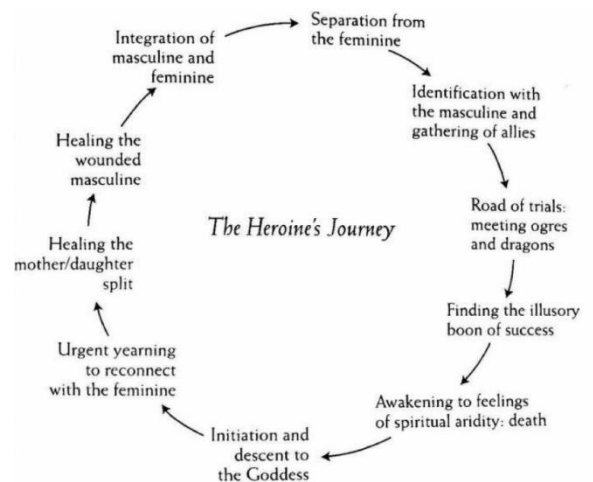 The Heroine's Journey
Separation from
the feminine
Identification with
the masculine and
gathering of allies
Road of trials:
meeting ogres
and dragons
Finding the illusory
boon of success
Awakening to feelings
of spiritual aridity: death
Initiation and
descent to
the Goddess
Urgent yearning
to reconnect
with the feminine
Healing the
mother/daughter
split
Healing the
wounded
masculine
Integration of
masculine and
feminine